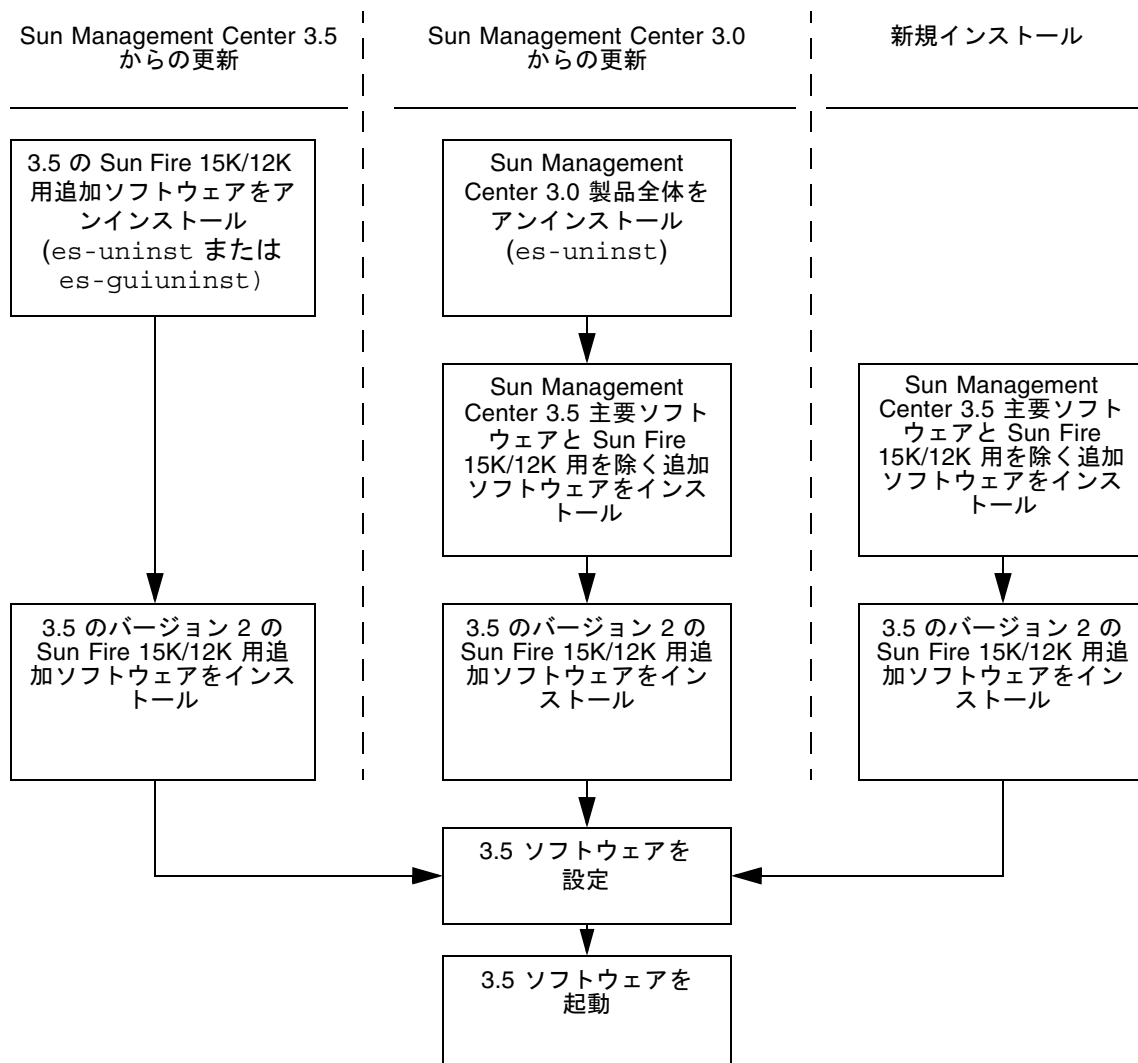 Sun Management Center 3.5
からの更新
Sun Management Center 3.0
からの更新
新規インストール
3.5 の Sun Fire 15K/12K
用追加ソフトウェアをア
ンインストール
(es-uninst または
es-guiuninst)
Sun Management
Center 3.0 製品全体を
アンインストール
(es-uninst)
Sun Management
Center 3.5 主要ソフト
ウェアと Sun Fire
15K/12K 用を除く追加
ソフトウェアをインス
トール
Sun Management
Center 3.5 主要ソフト
ウェアと Sun Fire
15K/12K 用を除く追加
ソフトウェアをインス
トール
3.5 のバージョン 2 の
Sun Fire 15K/12K 用追
加ソフトウェアをインス
トール
3.5 のバージョン 2 の
Sun Fire 15K/12K 用追
加ソフトウェアをイン
ストール
3.5 のバージョン 2 の
Sun Fire 15K/12K 用追
加ソフトウェアをイン
ストール
3.5 ソフトウェアを
設定
3.5 ソフトウェアを
起動